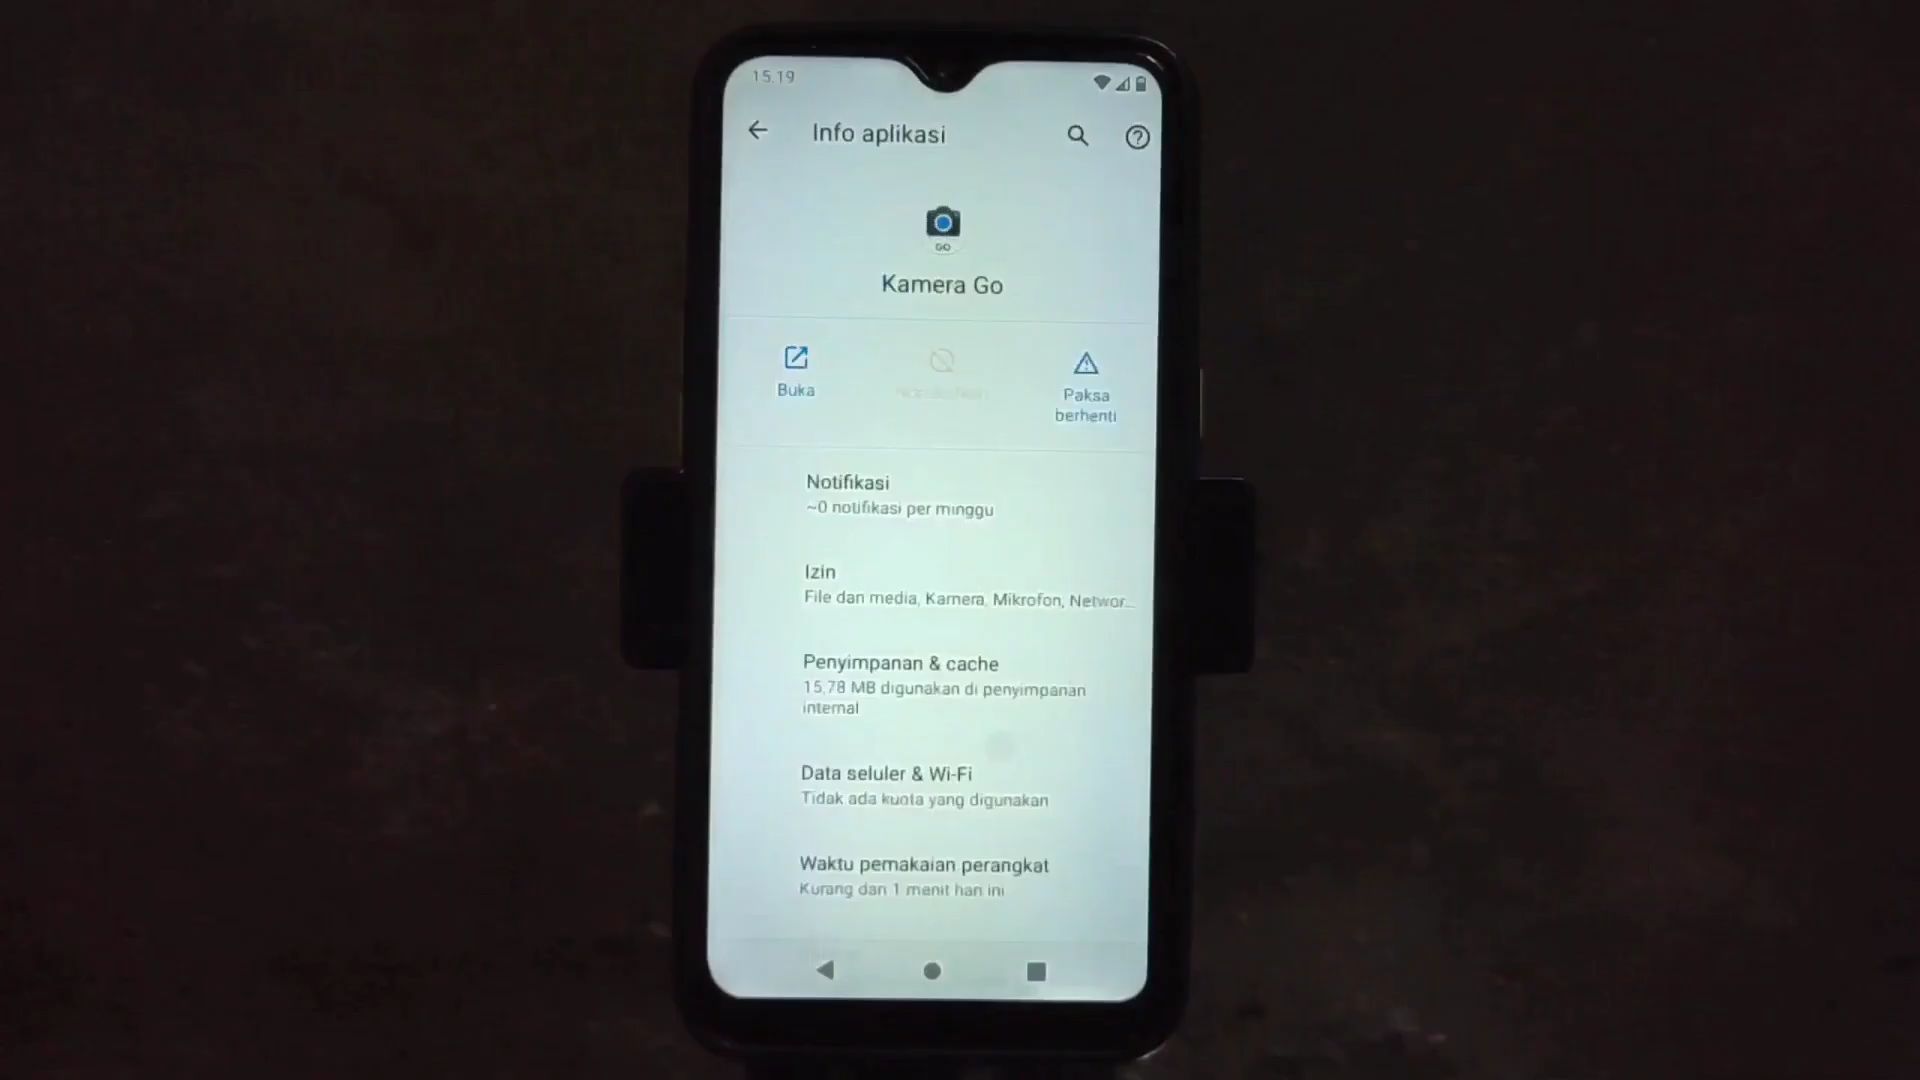 15.19
Info aplikasi
GO
Kamera Go
Buka
Paksa
berhenti
Notifikasi
~0 notifikasi per minggu
Izin
File dan media, Kamera, Mikrofon, Networ...
Penyimpanan & cache
15,78 MB digunakan di penyimpanan
internal
Data seluler & Wi-Fi
Tidak ada kuota yang digunakan
Waktu pemakaian perangkat
Kurang dari 1 menit hari ini